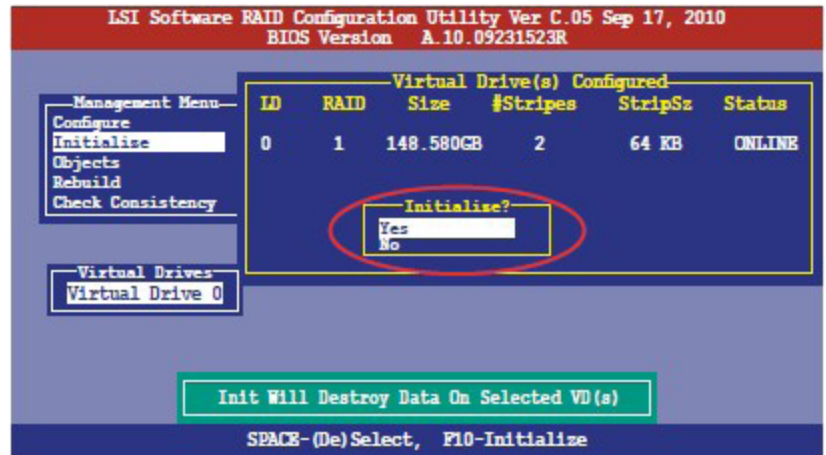 LSI Software RAID Configuration Utility Ver C.05 Sep 17, 2010
BIOS Version A.10.09231523R
Virtual Drive(s) Configured
LD RAID Size #Stripes StripSz Status
0 1 148.580GB 2 64 KB ONLINE
Management Menu
Configure
Initialize
Objects
Rebuild
Check Consistency
Initialize?
Yes
No
Virtual Drives
Virtual Drive 0
Init Will Destroy Data On Selected VD(s)
SPACE-(De)Select, F10-Initialize